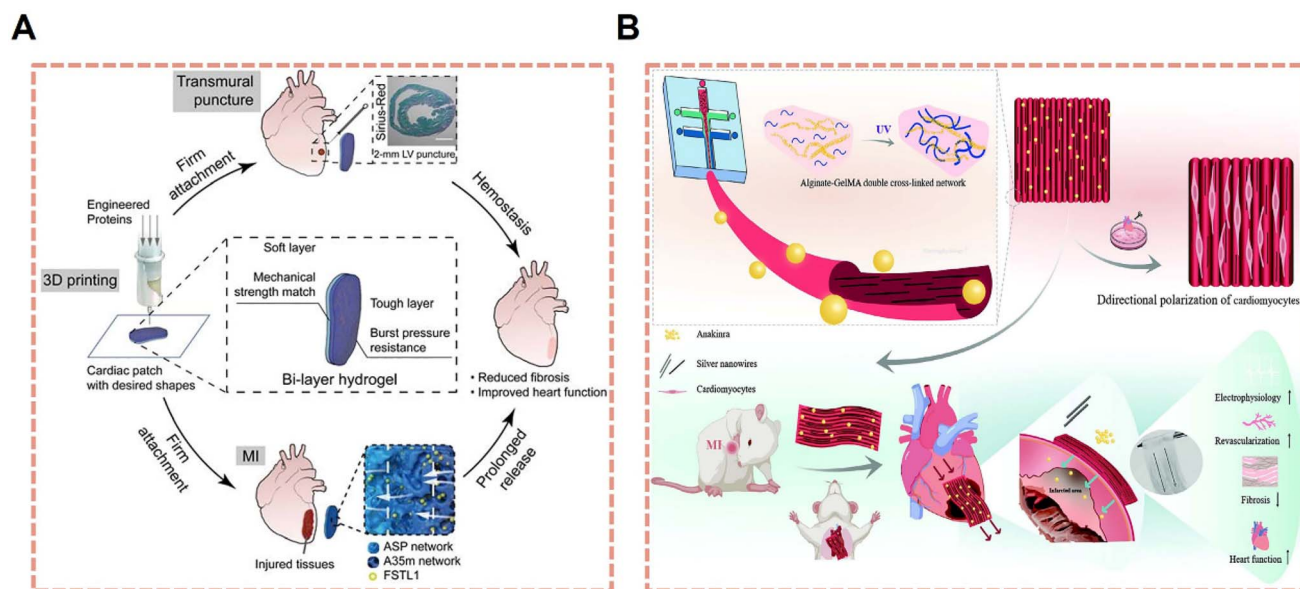 A
Transmural
puncture
Sirius-Red
2-mm LV puncture
Firm
attachment
Hemostasis
Engineered
Proteins
3D printing
Soft layer
Mechanical
strength match
Tough layer
Burst pressure
resistance
Bi-layer hydrogel
Cardiac patch
with desired shapes
• Reduced fibrosis
• Improved heart function
Firm
attachment
MI
Prolonged
release
Injured tissues
ASP network
A35m network
FSTL1
B
UV
Alginate-GelMA double cross-linked network
Ddirectional polarization of cardiomyocytes
Anakinra
Silver nanowires
Cardiomyocytes
MI
Infarcted area
Electrophysiology
Revascularization
Fibrosis
Heart function